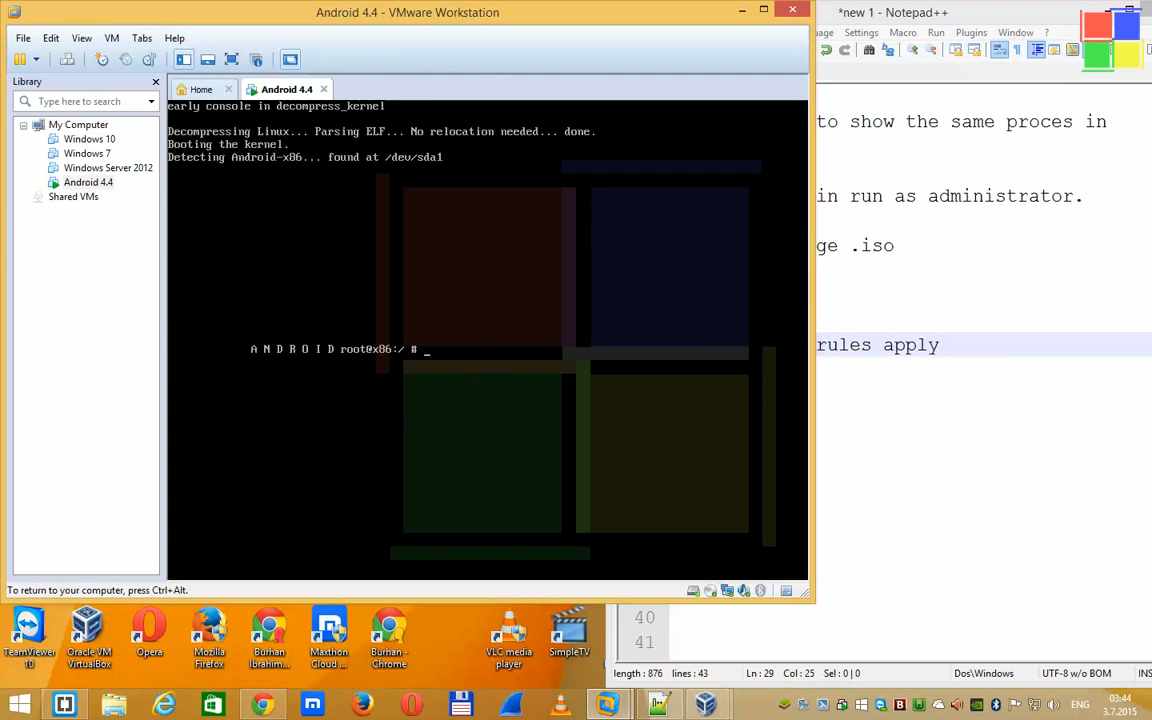 Android 4.4 - VMware Workstation
*new 1 - Notepad++
File Edit View VM Tabs Help
Settings Macro Run Plugins Window ?
Library
Type here to search
My Computer
Windows 10
Windows 7
Windows Server 2012
Android 4.4
Shared VMs
Home
Android 4.4
early console in decompress_kernel
Decompressing Linux... Parsing ELF... No relocation needed... done.
Booting the kernel.
Detecting Android-x86... found at /dev/sda1
A N D R O I D root@x86:/ # _
to show the same proces in
in run as administrator.
ge .iso
rules apply
To return to your computer, press Ctrl+Alt.
40
41
TeamViewer 10
Oracle VM VirtualBox
Opera
Mozilla Firefox
Burhan Ibrahim...
Maxthon Cloud ...
Burhan - Chrome
VLC media player
SimpleTV
length : 876 lines : 43
Ln : 29 Col : 25 Sel : 0 | 0
Dos\Windows
UTF-8 w/o BOM
INS
ENG
03:44
3.7.2015